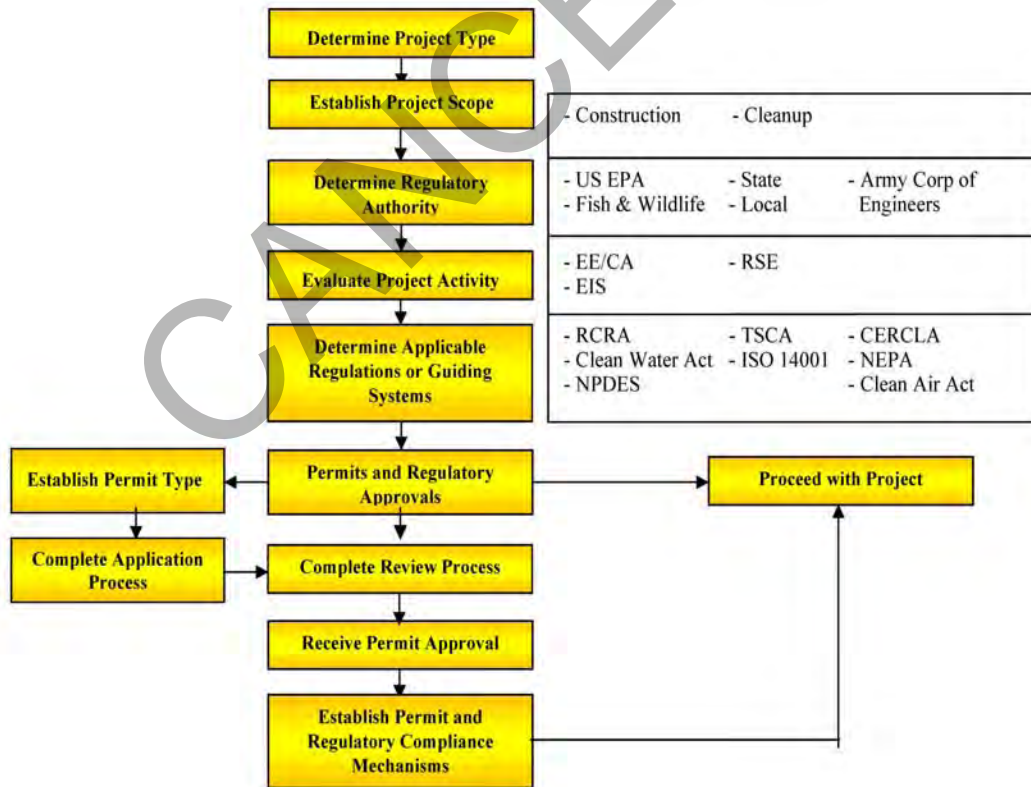 Determine Project Type
Establish Project Scope
- Construction - Cleanup
Determine Regulatory
Authority
- US EPA - State - Army Corp of
- Fish & Wildlife - Local Engineers
Evaluate Project Activity
- EE/CA - RSE
- EIS
Determine Applicable
Regulations or Guiding
Systems
- RCRA - TSCA - CERCLA
- Clean Water Act - ISO 14001 - NEPA
- NPDES - Clean Air Act
Establish Permit Type
Permits and Regulatory
Approvals
Proceed with Project
Complete Application
Process
Complete Review Process
Receive Permit Approval
Establish Permit and
Regulatory Compliance
Mechanisms
CANCE